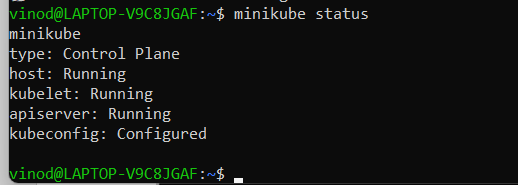 vinod@LAPTOP-V9C8JGAF:~$ minikube status
minikube
type: Control Plane
host: Running
kubelet: Running
apiserver: Running
kubeconfig: Configured
vinod@LAPTOP-V9C8JGAF:~$